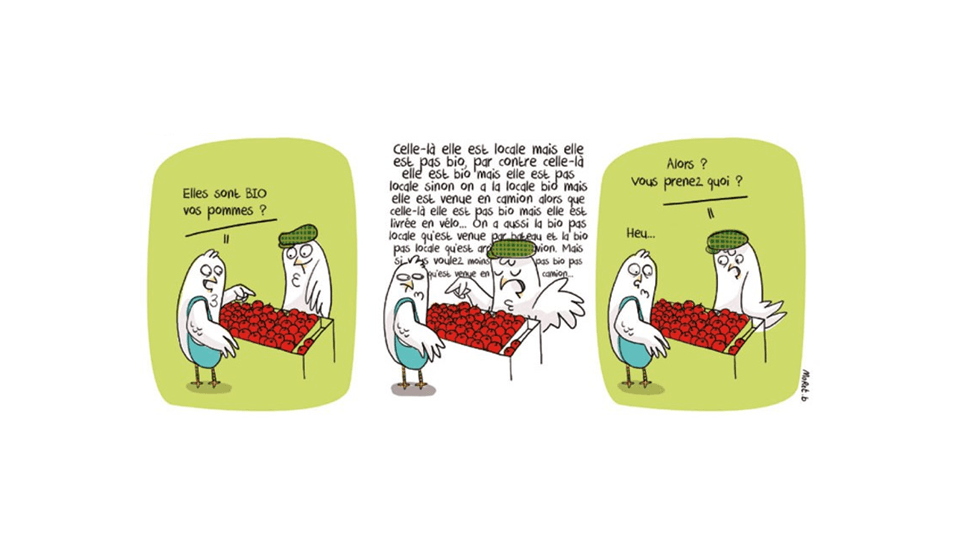 Elles sont BIO
vos pommes ?
Celle-là elle est locale mais elle
est pas bio, par contre celle-là
elle est bio mais elle est pas
locale sinon on a la locale bio mais
elle est venue en camion alors que
celle-là elle est pas bio mais elle est
livrée en vélo... On a aussi la bio pas
locale qu'est venue par bateau et la bio
pas locale qu'est vion. Mais
si vous voulez moins pas bio pas
qu'est venue en camion...
Alors ?
Vous prenez quoi ?
Heu...